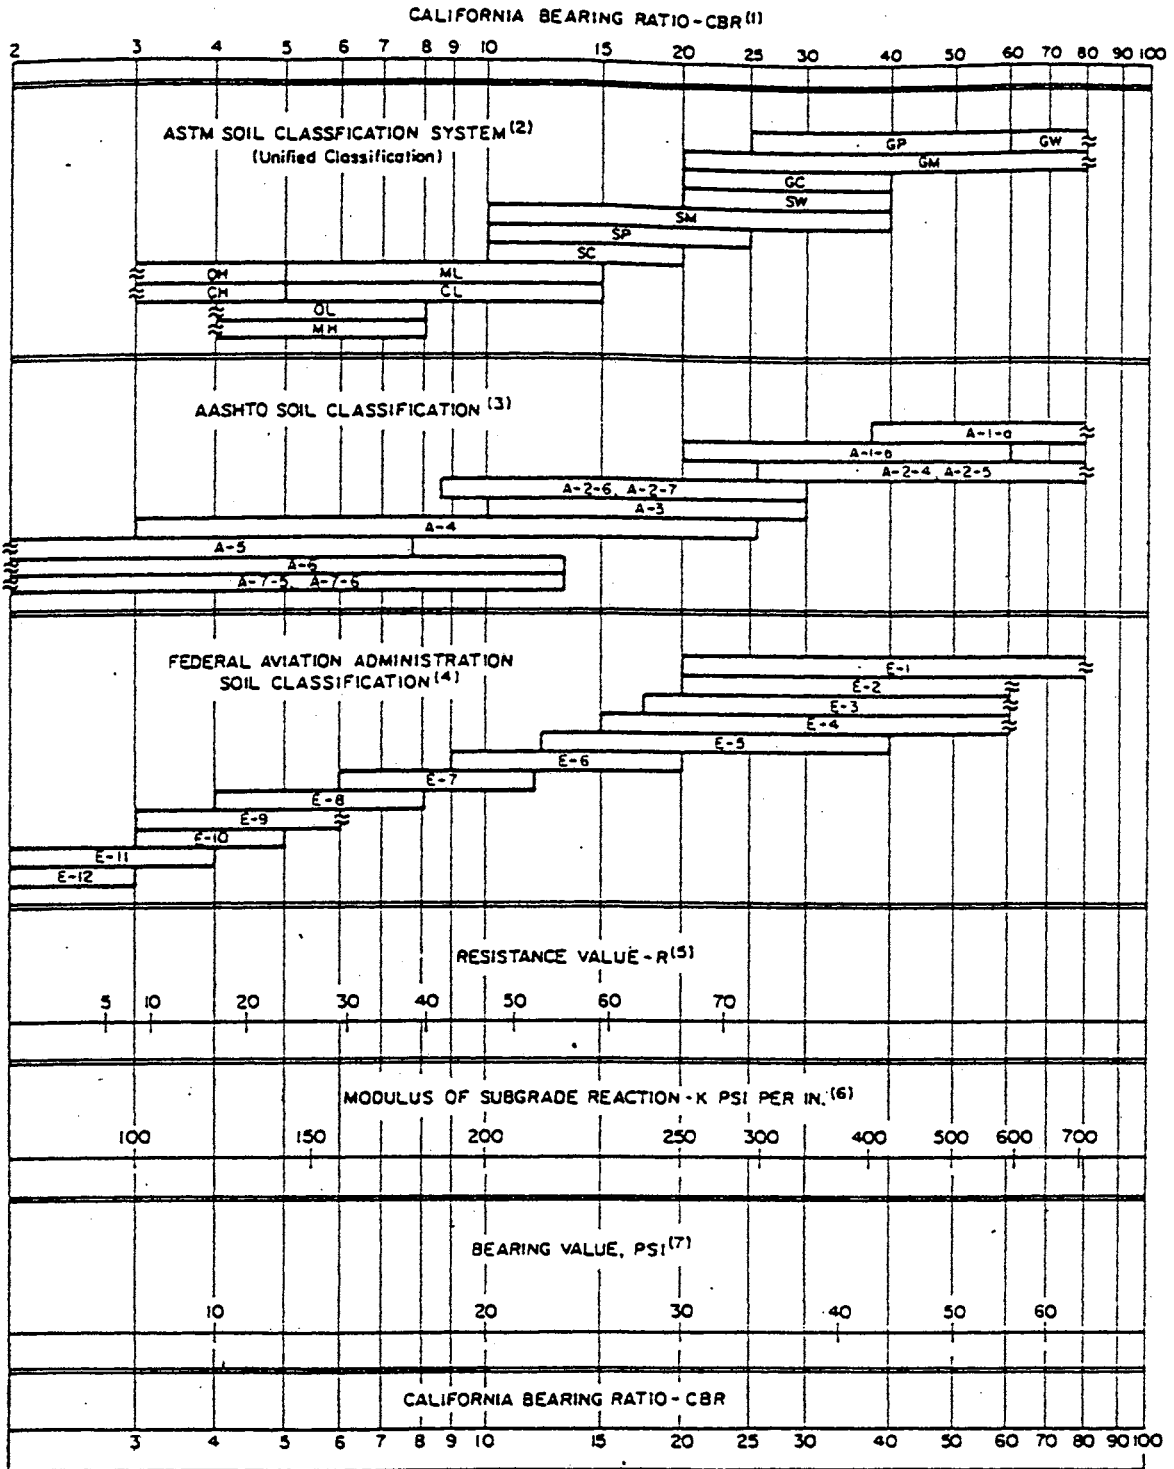 CALIFORNIA BEARING RATIO-CBR(1)
2 3 4 5 6 7 8 9 10 15 20 25 30 40 50 60 70 80 100
ASTM SOIL CLASSFICATION SYSTEM(2)
(Unified Classification)
GP GW
GM
GC
SW
SM
SP
SC
OH ML
CH CL
OL
MH
AASHTO SOIL CLASSIFICATION(3)
A-1-a
A-1-b
A-2-4, A-2-5
A-2-6, A-2-7
A-3
A-4
A-5
A-6
A-7-5, A-7-6
FEDERAL AVIATION ADMINISTRATION
SOIL CLASSIFICATION(4)
E-1
E-2
E-3
E-4
E-5
E-6
E-7
E-8
E-9
E-10
E-11
E-12
RESISTANCE VALUE-R(5)
5 10 20 30 40 50 60 70
MODULUS OF SUBGRADE REACTION-K PSI PER IN.(6)
100 150 200 250 300 400 500 600 700
BEARING VALUE, PSI(7)
10 20 30 40 50 60
CALIFORNIA BEARING RATIO-CBR
3 4 5 6 7 8 9 10 15 20 25 30 40 50 60 70 80 90 100